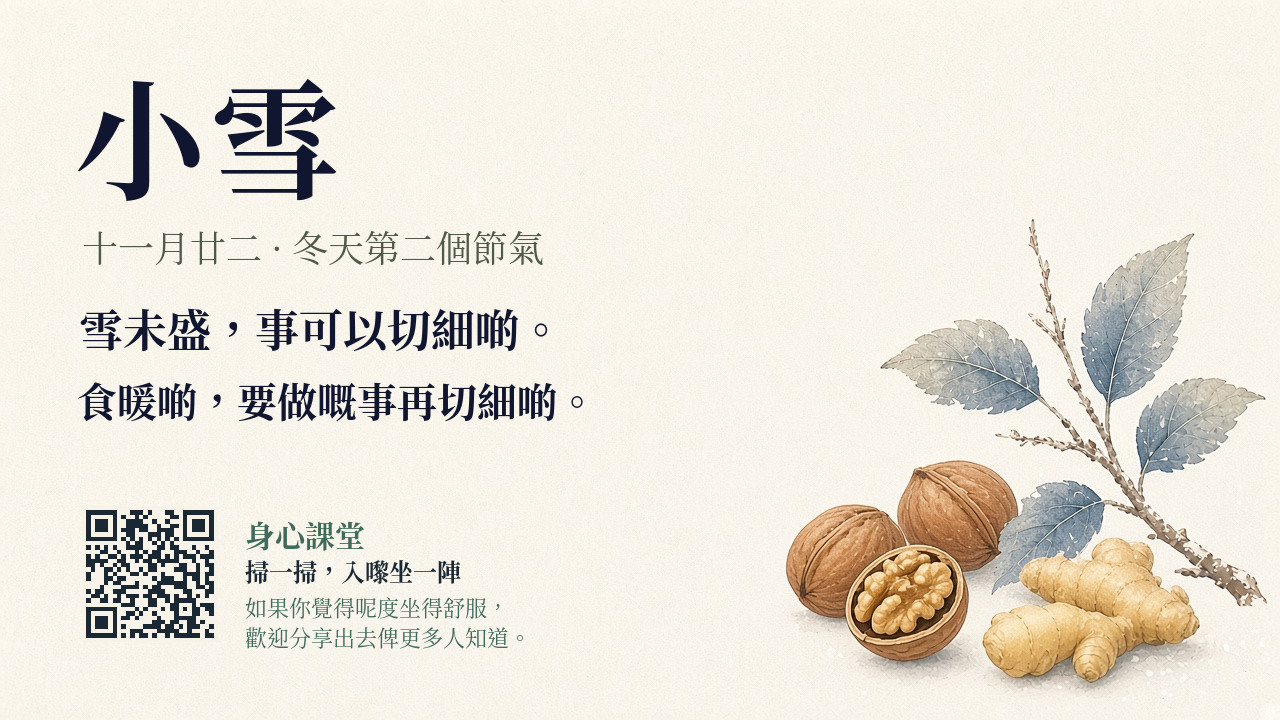 小雪
十一月廿二 · 冬天第二個節氣
雪未盛，事可以切細啲。
食暖啲，要做嘅事再切細啲。
身心課堂
掃一掃，入嚟坐一陣
如果你覺得呢度坐得舒服，
歡迎分享出去俾更多人知道。